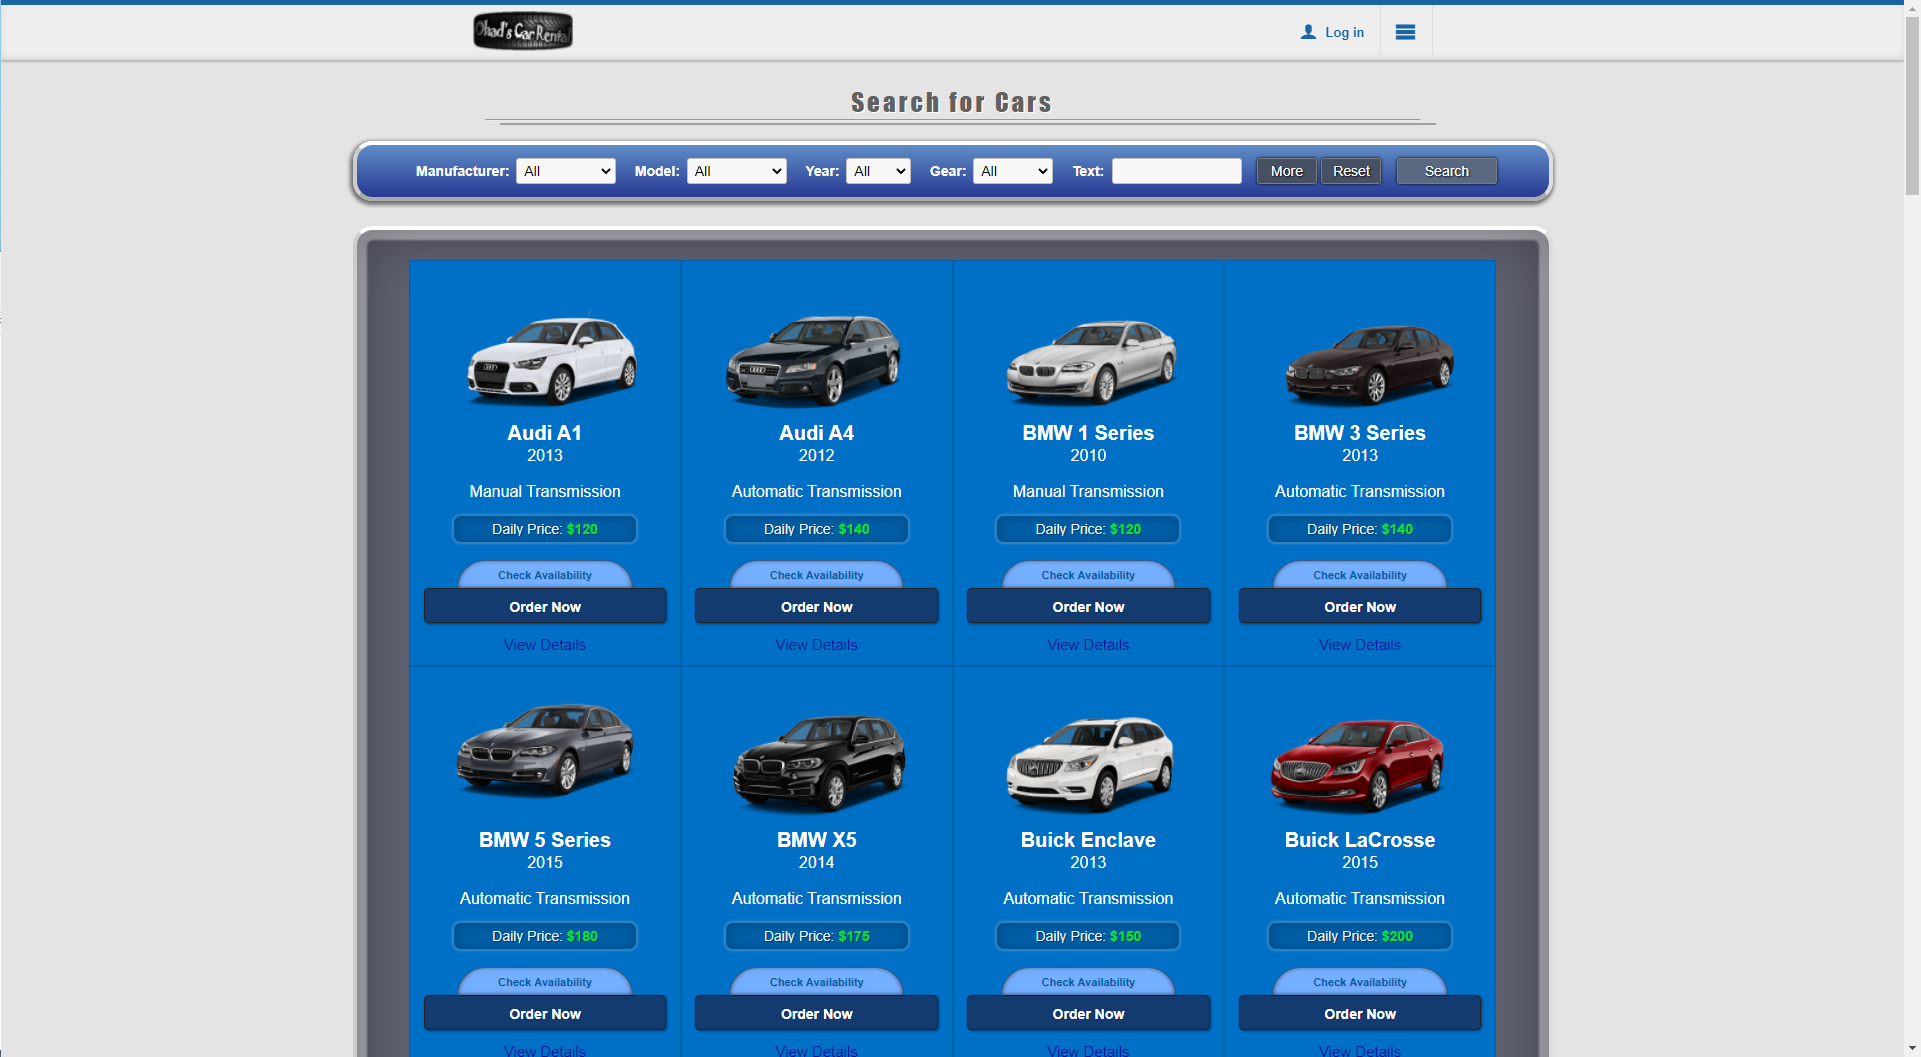 Ohad's Car Rental
Log in
Search for Cars
Manufacturer: All Model: All Year: All Gear: All Text: More Reset Search
Audi A1 Audi A4 BMW 1 Series BMW 3 Series
2013 2012 2010 2013
Manual Transmission Automatic Transmission Manual Transmission Automatic Transmission
Daily Price: $120 Daily Price: $140 Daily Price: $120 Daily Price: $140
Check Availability Check Availability Check Availability Check Availability
Order Now Order Now Order Now Order Now
View Details View Details View Details View Details
BMW 5 Series BMW X5 Buick Enclave Buick LaCrosse
2015 2014 2013 2015
Automatic Transmission Automatic Transmission Automatic Transmission Automatic Transmission
Daily Price: $180 Daily Price: $175 Daily Price: $150 Daily Price: $200
Check Availability Check Availability Check Availability Check Availability
Order Now Order Now Order Now Order Now
View Details View Details View Details View Details